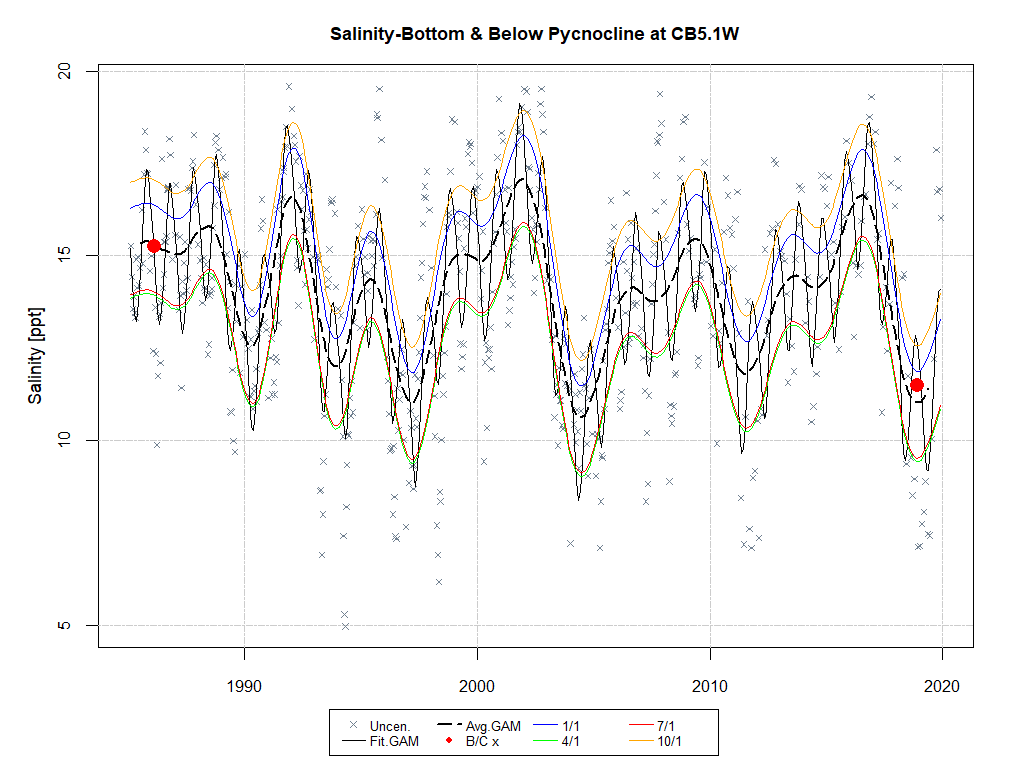 Salinity-Bottom & Below Pycnocline at CB5.1W
20
15
10
5
Salinity [ppt]
1990 2000 2010 2020
Uncen. Avg.GAM 1/1 7/1
Fit.GAM B/C x 4/1 10/1